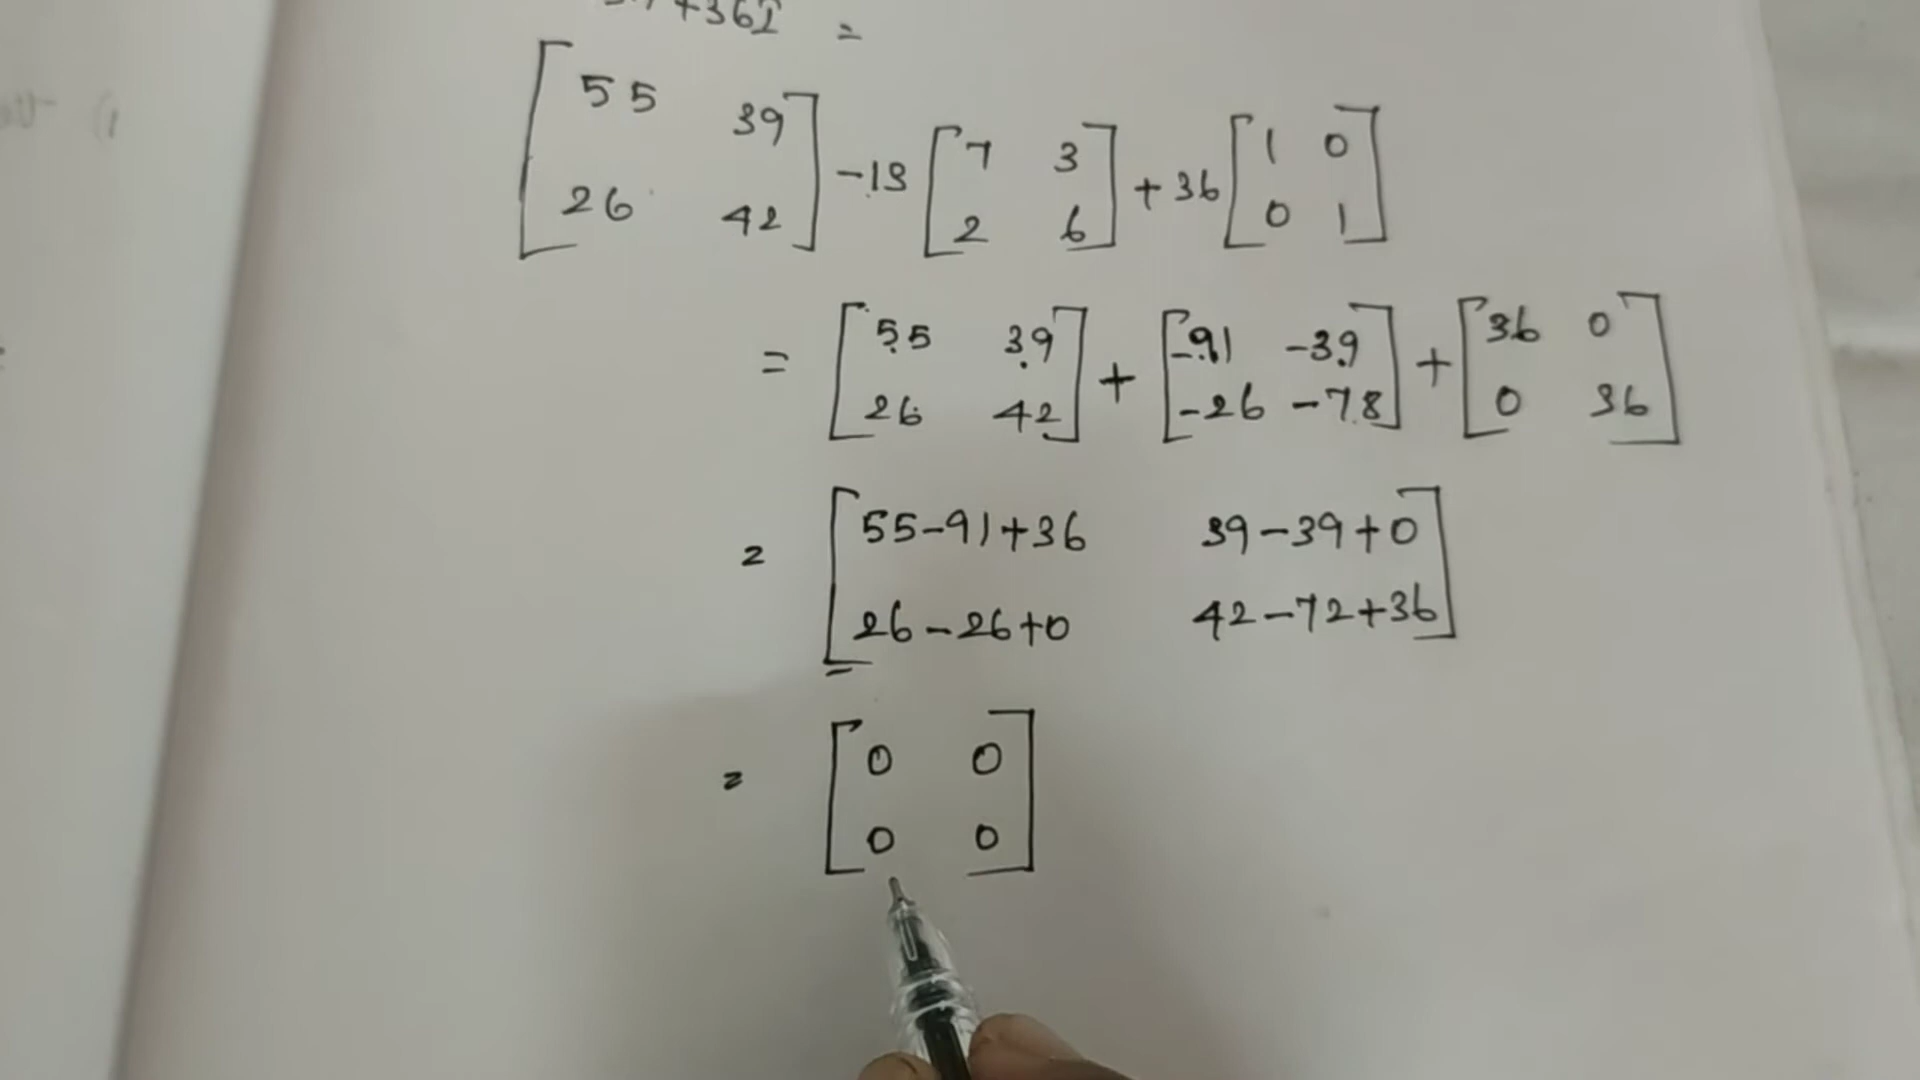 +36I =
[55 39 -13 [7 3 + 36 [1 0
26 42] 2 6] 0 1]
= [55 39 + [-91 -39 + [36 0
26 42] -26 -78] 0 36]
= [55-91+36 39-39+0
26-26+0 42-72+36]
= [0 0
0 0]